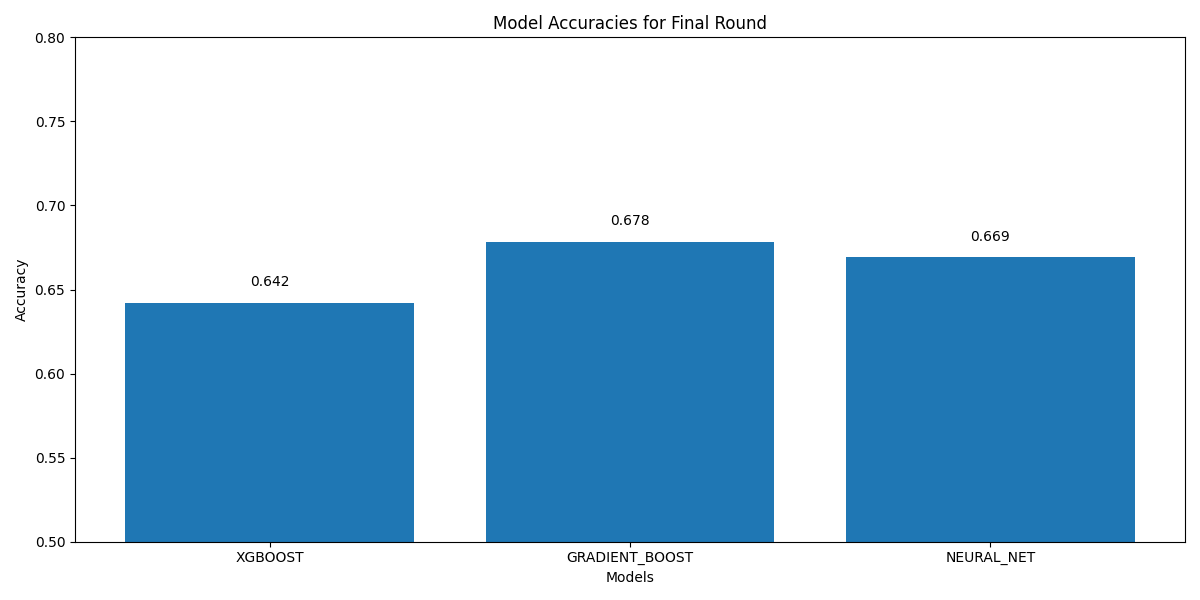 Model Accuracies for Final Round
0.80
0.75
0.70
0.65
0.60
0.55
0.50
Accuracy
0.642
0.678
0.669
XGBOOST
GRADIENT_BOOST
NEURAL_NET
Models